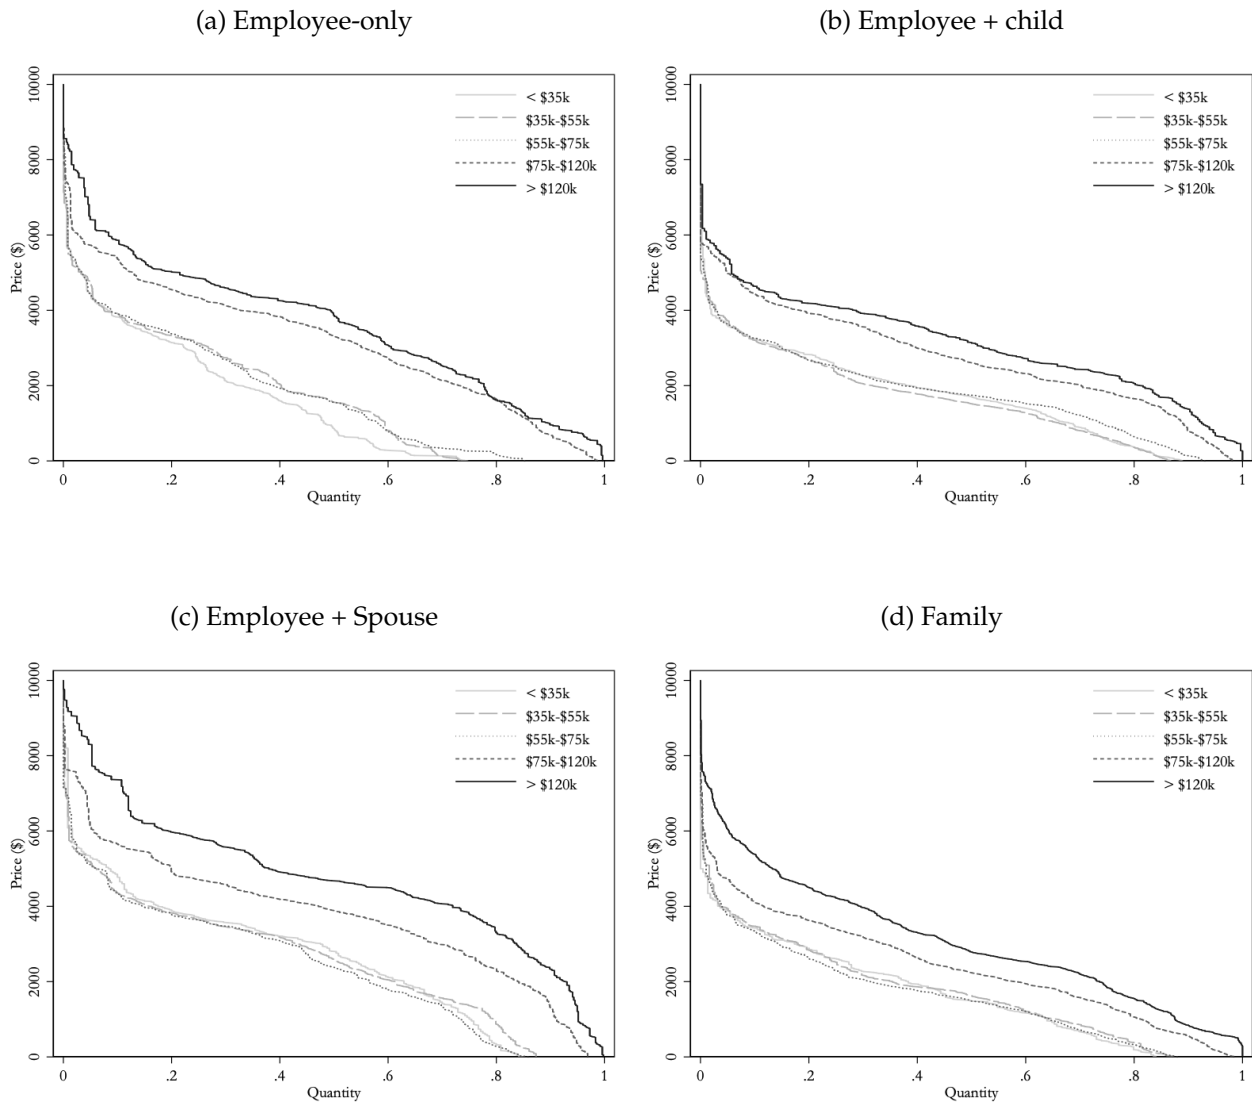 (a) Employee-only
10000
8000
6000
4000
2000
0
Price ($)
< $35k
$35k-$55k
$55k-$75k
$75k-$120k
> $120k
0 .2 .4 .6 .8 1
Quantity
(b) Employee + child
10000
8000
6000
4000
2000
0
Price ($)
< $35k
$35k-$55k
$55k-$75k
$75k-$120k
> $120k
0 .2 .4 .6 .8 1
Quantity
(c) Employee + Spouse
10000
8000
6000
4000
2000
0
Price ($)
< $35k
$35k-$55k
$55k-$75k
$75k-$120k
> $120k
0 .2 .4 .6 .8 1
Quantity
(d) Family
10000
8000
6000
4000
2000
0
Price ($)
< $35k
$35k-$55k
$55k-$75k
$75k-$120k
> $120k
0 .2 .4 .6 .8 1
Quantity